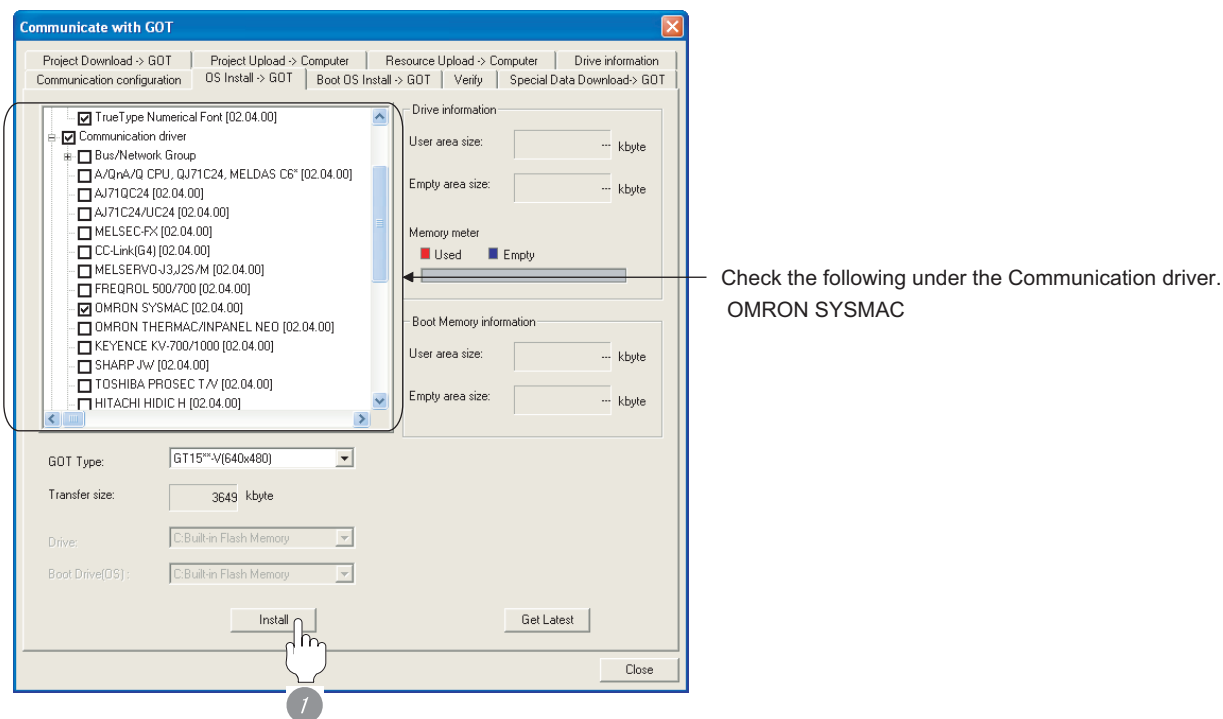 Communicate with GOT
Project Download -> GOT
Project Upload -> Computer
Resource Upload -> Computer
Drive information
Communication configuration
OS Install -> GOT
Boot OS Install -> GOT
Verify
Special Data Download-> GOT
TrueType Numerical Font [02.04.00]
Communication driver
Bus/Network Group
A/QnA/Q CPU, QJ71C24, MELDAS C6* [02.04.00]
AJ71QC24 [02.04.00]
AJ71C24/UC24 [02.04.00]
MELSEC-FX [02.04.00]
CC-Link(G4) [02.04.00]
MELSERVO-J3,J2S/M [02.04.00]
FREQROL 500/700 [02.04.00]
OMRON SYSMAC [02.04.00]
OMRON THERMAC/INPANEL NEO [02.04.00]
KEYENCE KV-700/1000 [02.04.00]
SHARP JW [02.04.00]
TOSHIBA PROSEC T/V [02.04.00]
HITACHI HIDIC H [02.04.00]
Drive information
User area size: --- kbyte
Empty area size: --- kbyte
Memory meter
Used Empty
Boot Memory information
User area size: --- kbyte
Empty area size: --- kbyte
Check the following under the Communication driver.
OMRON SYSMAC
GOT Type: GT15**-V(640x480)
Transfer size: 3649 kbyte
Drive: C:Built-in Flash Memory
Boot Drive(OS) : C:Built-in Flash Memory
Install
Get Latest
Close
1